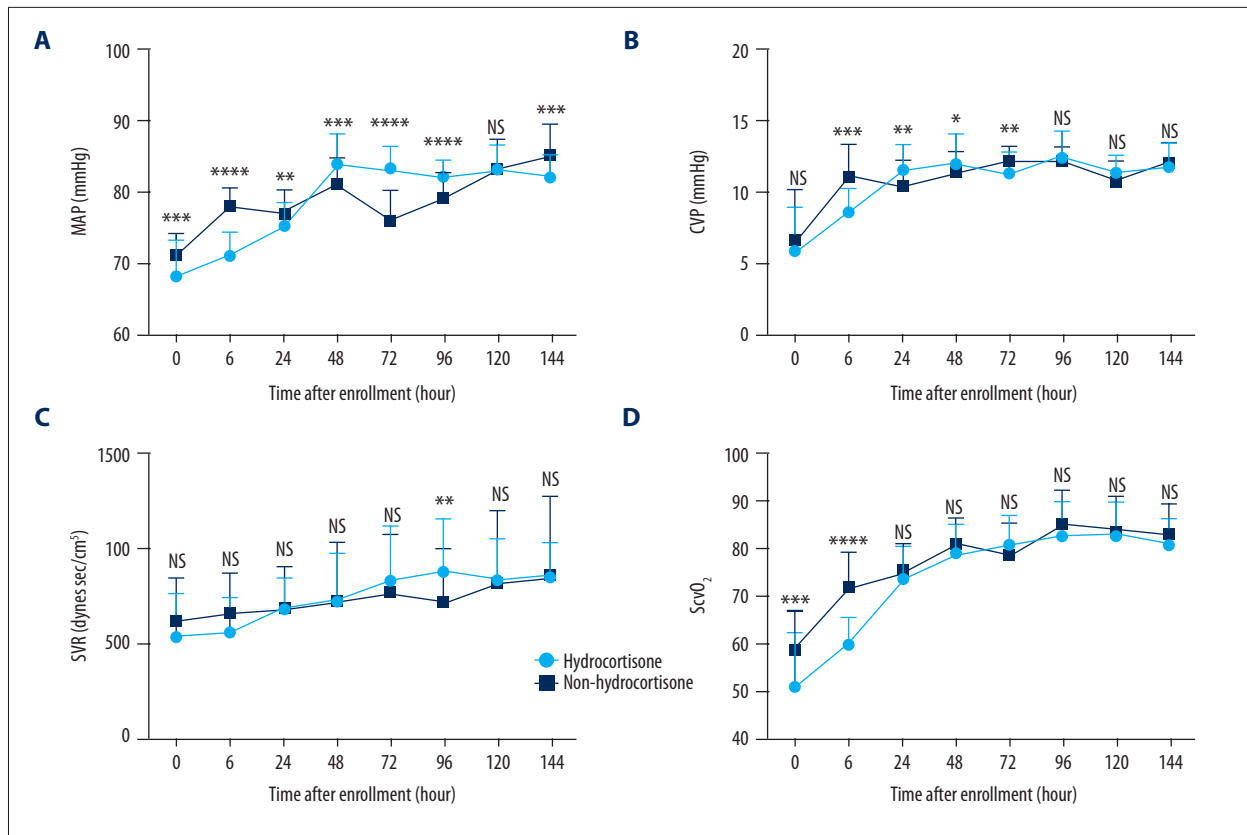 A
100
90
80
70
60
MAP (mmHg)
***
****
**
***
****
****
NS
***
0 6 24 48 72 96 120 144
Time after enrollment (hour)
B
20
15
10
5
0
CVP (mmHg)
NS
***
**
*
**
NS
NS
NS
0 6 24 48 72 96 120 144
Time after enrollment (hour)
C
1500
100
500
0
SVR (dynes sec/cm⁵)
NS
NS
NS
NS
NS
**
NS
NS
Hydrocortisone
Non-hydrocortisone
0 6 24 48 72 96 120 144
Time after enrollment (hour)
D
100
90
80
70
60
50
40
ScvO₂
***
****
NS
NS
NS
NS
NS
NS
0 6 24 48 72 96 120 144
Time after enrollment (hour)